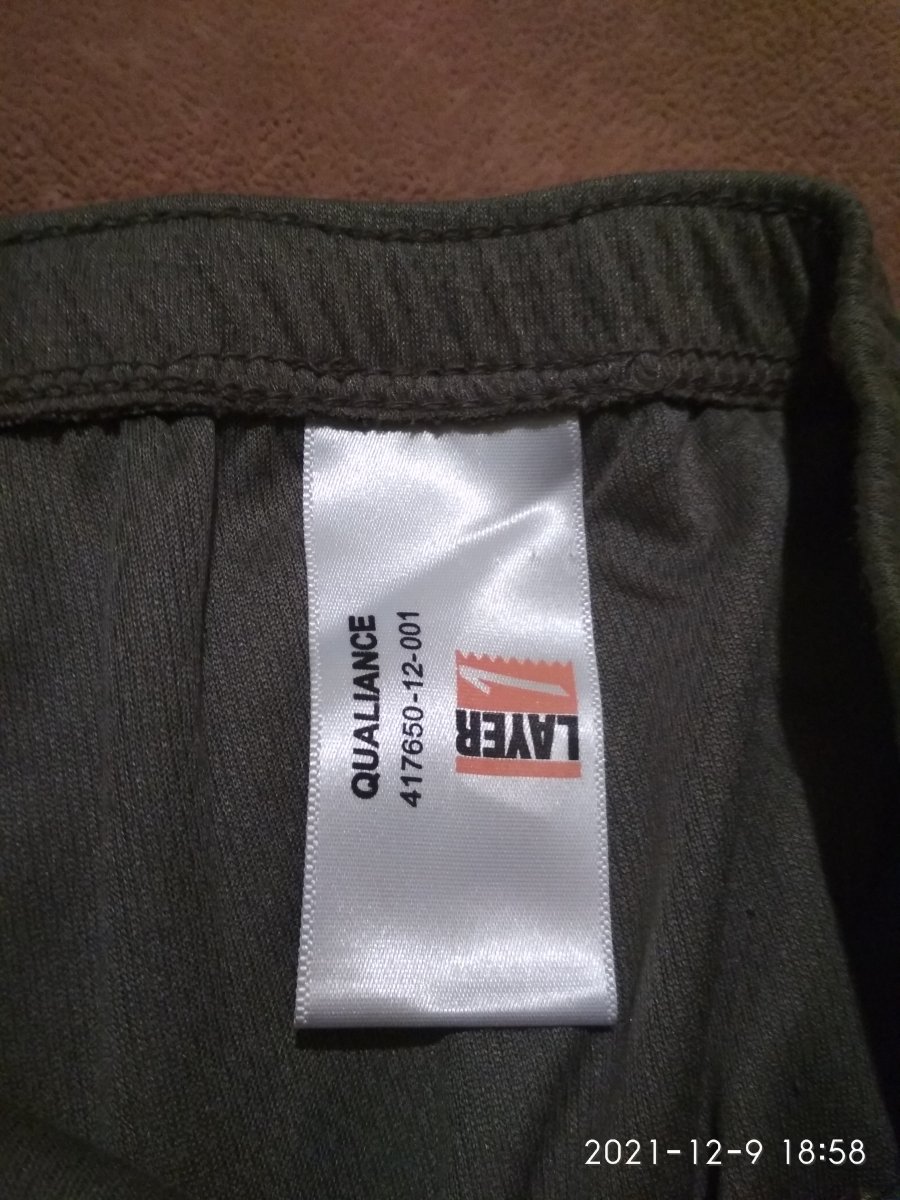 QUALIANCE
417650-12-001
1
LAYER
2021-12-9 18:58